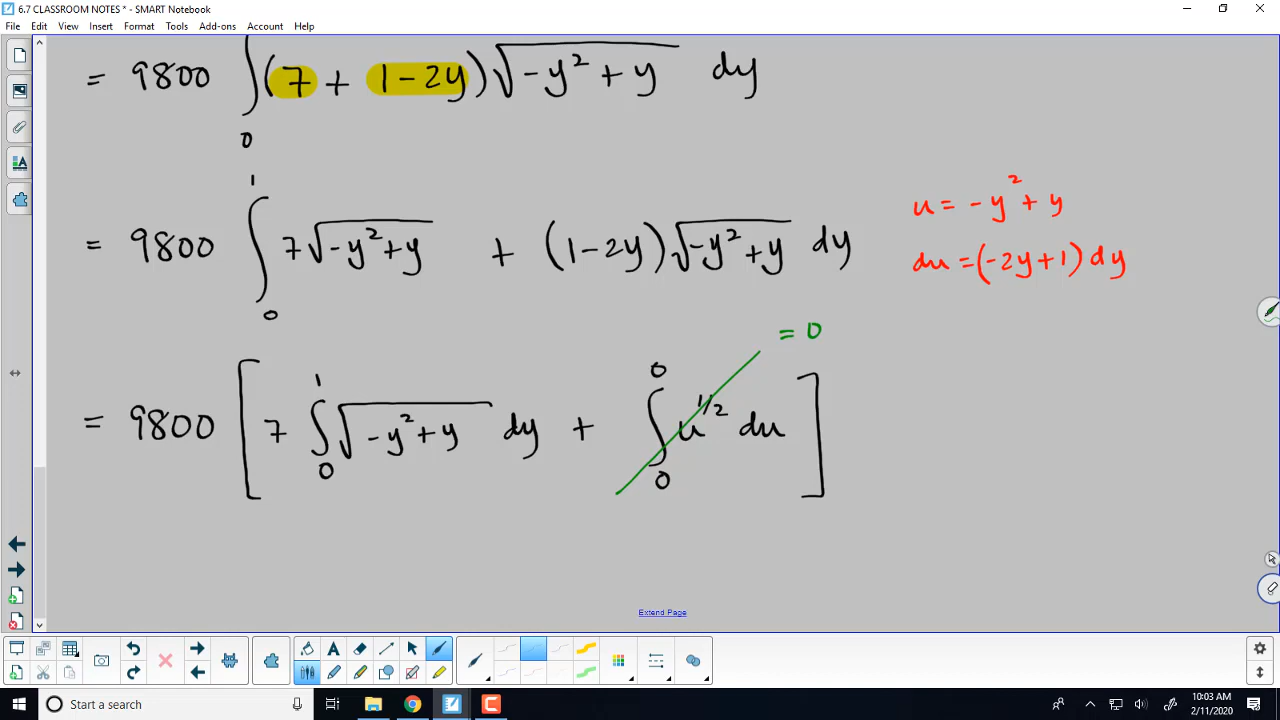 6.7 CLASSROOM NOTES * - SMART Notebook
File Edit View Insert Format Tools Add-ons Account Help
= 9800 ∫₀ (7 + 1-2y)√(-y² + y) dy
= 9800 ∫₀¹ 7√(-y²+y) + (1-2y)√(-y²+y) dy
u = -y² + y
du = (-2y+1) dy
= 0
= 9800 [ 7 ∫₀¹ √(-y²+y) dy + ∫₀⁰ u^1/2 du ]
Extend Page
Start a search
10:03 AM
2/11/2020